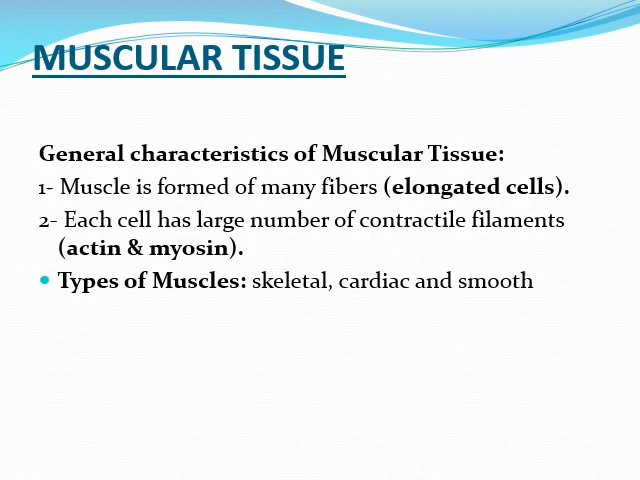 MUSCULAR TISSUE
General characteristics of Muscular Tissue:
1- Muscle is formed of many fibers (elongated cells).
2- Each cell has large number of contractile filaments
(actin & myosin).
• Types of Muscles: skeletal, cardiac and smooth